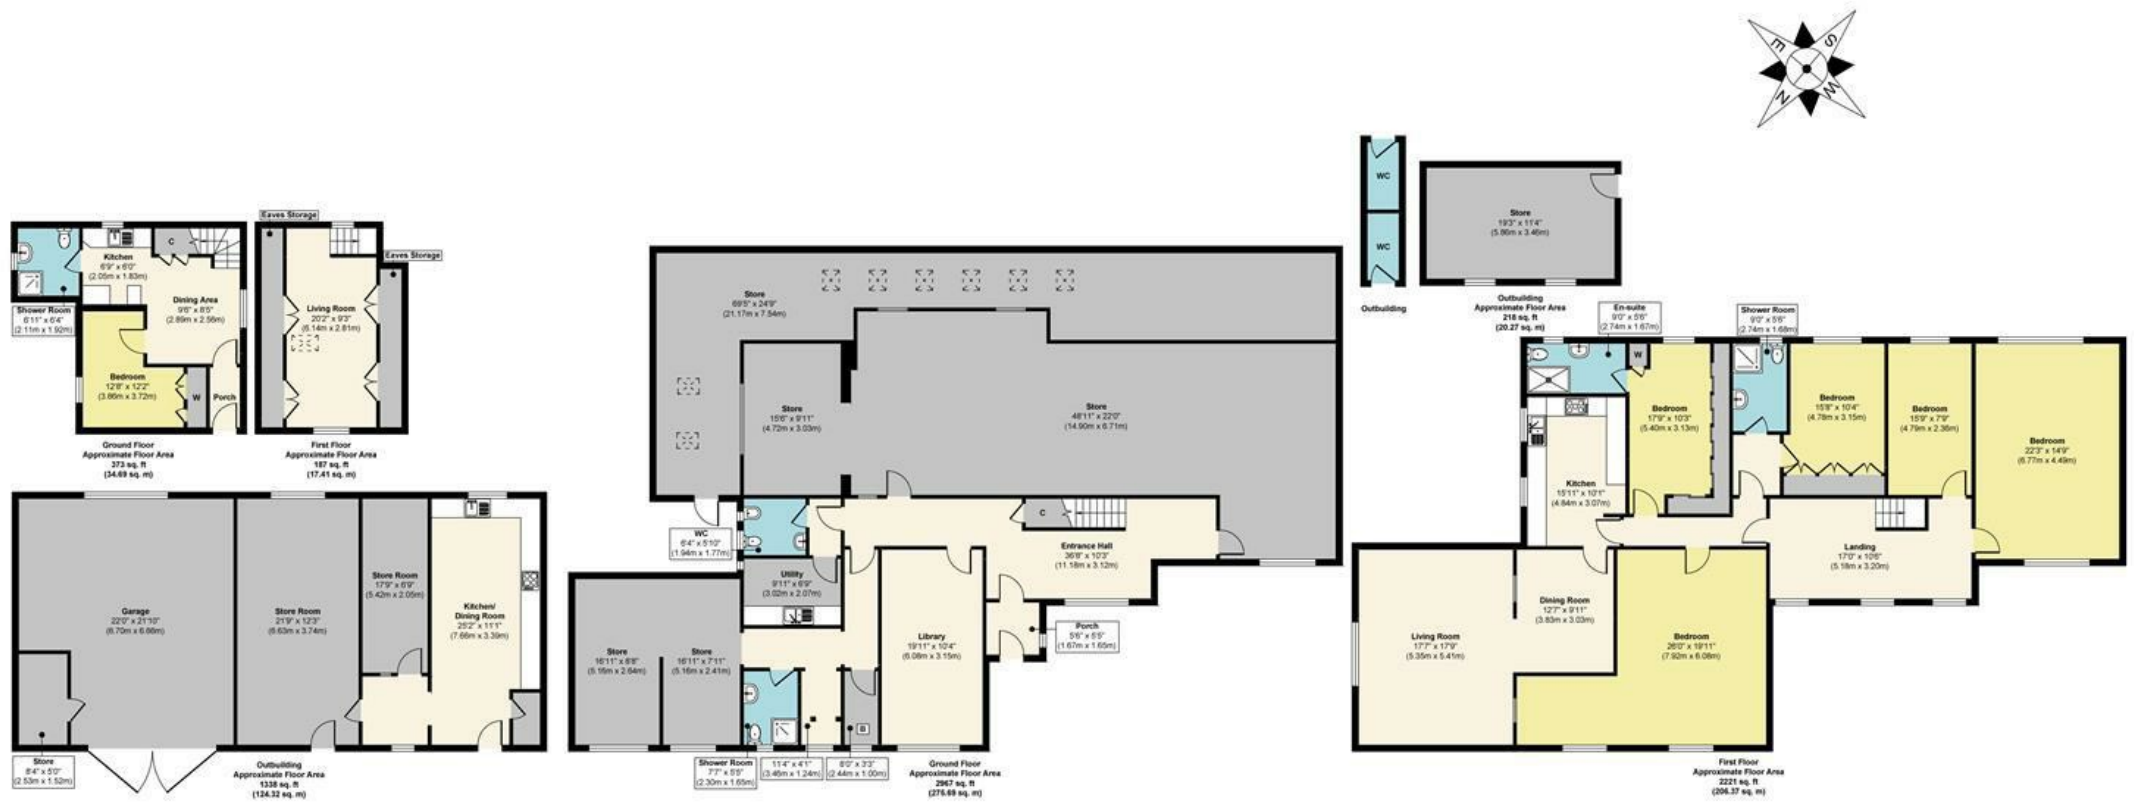 E
S
N
W
Eaves Storage
Eaves Storage
C
Kitchen
6'9" x 6'0"
(2.05m x 1.83m)
Dining Area
9'6" x 8'5"
(2.89m x 2.56m)
Shower Room
6'11" x 6'4"
(2.11m x 1.92m)
Bedroom
12'8" x 12'2"
(3.86m x 3.72m)
W
Porch
Ground Floor
Approximate Floor Area
373 sq. ft
(34.69 sq. m)
Living Room
20'2" x 9'3"
(6.14m x 2.81m)
First Floor
Approximate Floor Area
187 sq. ft
(17.41 sq. m)
Garage
22'0" x 21'10"
(6.70m x 6.66m)
Store Room
21'9" x 12'3"
(6.63m x 3.74m)
Store Room
17'9" x 6'9"
(5.42m x 2.05m)
Kitchen/
Dining Room
25'2" x 11'1"
(7.66m x 3.39m)
Store
8'4" x 5'0"
(2.53m x 1.52m)
Outbuilding
Approximate Floor Area
1338 sq. ft
(124.32 sq. m)
Store
69'5" x 24'9"
(21.17m x 7.54m)
Store
15'6" x 9'11"
(4.72m x 3.03m)
Store
48'11" x 22'0"
(14.90m x 6.71m)
WC
6'4" x 5'10"
(1.94m x 1.77m)
C
Entrance Hall
36'8" x 10'3"
(11.18m x 3.12m)
Utility
9'11" x 6'9"
(3.02m x 2.07m)
Store
16'11" x 8'8"
(5.16m x 2.64m)
Store
16'11" x 7'11"
(5.16m x 2.41m)
Library
19'11" x 10'4"
(6.08m x 3.15m)
Porch
5'6" x 5'5"
(1.67m x 1.65m)
B
Shower Room
7'7" x 5'5"
(2.30m x 1.65m)
11'4" x 4'1"
(3.46m x 1.24m)
8'0" x 3'3"
(2.44m x 1.00m)
Ground Floor
Approximate Floor Area
2967 sq. ft
(275.69 sq. m)
WC
WC
Outbuilding
Store
19'3" x 11'4"
(5.86m x 3.46m)
Outbuilding
Approximate Floor Area
218 sq. ft
(20.27 sq. m)
En-suite
9'0" x 5'6"
(2.74m x 1.67m)
Shower Room
9'0" x 5'6"
(2.74m x 1.68m)
W
Bedroom
17'9" x 10'3"
(5.40m x 3.13m)
Bedroom
15'8" x 10'4"
(4.78m x 3.15m)
Bedroom
15'9" x 7'9"
(4.79m x 2.36m)
Bedroom
22'3" x 14'9"
(6.77m x 4.49m)
Kitchen
15'11" x 10'1"
(4.84m x 3.07m)
Landing
17'0" x 10'6"
(5.18m x 3.20m)
Dining Room
12'7" x 9'11"
(3.83m x 3.03m)
Living Room
17'7" x 17'9"
(5.35m x 5.41m)
Bedroom
26'0" x 19'11"
(7.92m x 6.08m)
First Floor
Approximate Floor Area
2221 sq. ft
(206.37 sq. m)